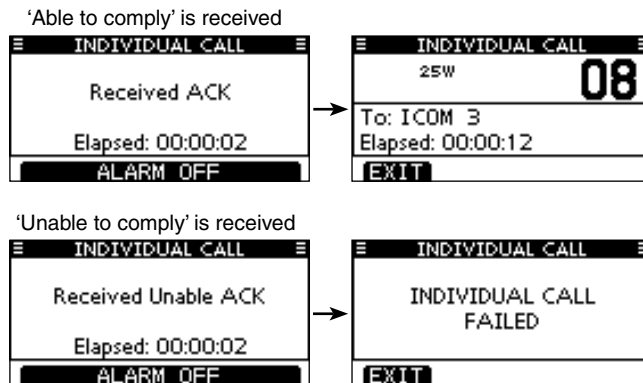 ‘Able to comply’ is received
INDIVIDUAL CALL
Received ACK
Elapsed: 00:00:02
ALARM OFF
INDIVIDUAL CALL
25W
08
To: ICOM 3
Elapsed: 00:00:12
EXIT
‘Unable to comply’ is received
INDIVIDUAL CALL
Received Unable ACK
Elapsed: 00:00:02
ALARM OFF
INDIVIDUAL CALL
INDIVIDUAL CALL
FAILED
EXIT